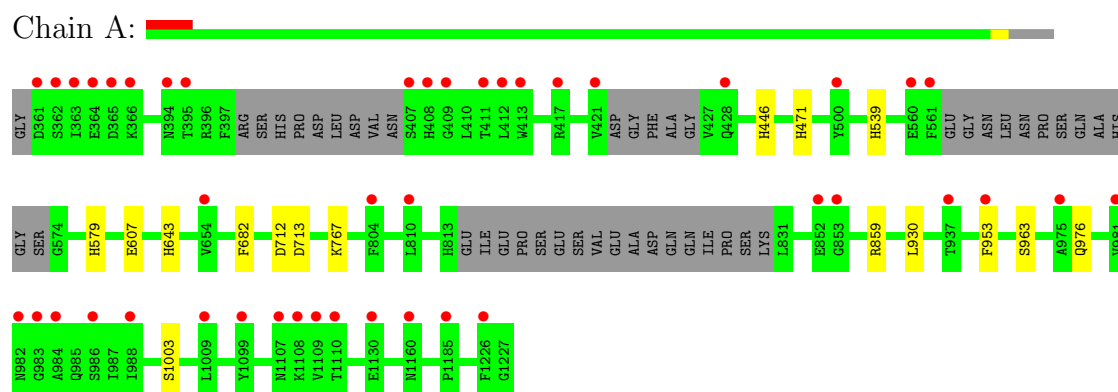 Chain A:
GLY D361 S362 I363 E364 D365 K366 N394 T395 R396 F397 ARG SER HIS PRO ASP LEU ASP VAL ASN S407 H408 G409 L410 T411 L412 W413 R417 V421 ASP GLY PHE ALA GLY V427 Q428 H446 H471 Y500 H539 E560 F561 GLU GLY ASN LEU ASN PRO SER GLN ALA HIS
GLY SER G574 H579 E607 H643 V654 F682 D712 D713 K767 F804 L810 H813 GLU ILE GLU PRO SER GLU SER VAL GLU ALA ASP GLN GLN ILE PRO SER LYS L831 E852 G853 R859 L930 T937 F953 S963 A975 Q976
N982 G983 A984 Q985 S986 I987 I988 S1003 L1009 Y1099 N1107 K1108 V1109 T1110 E1130 N1160 P1185 F1226 G1227